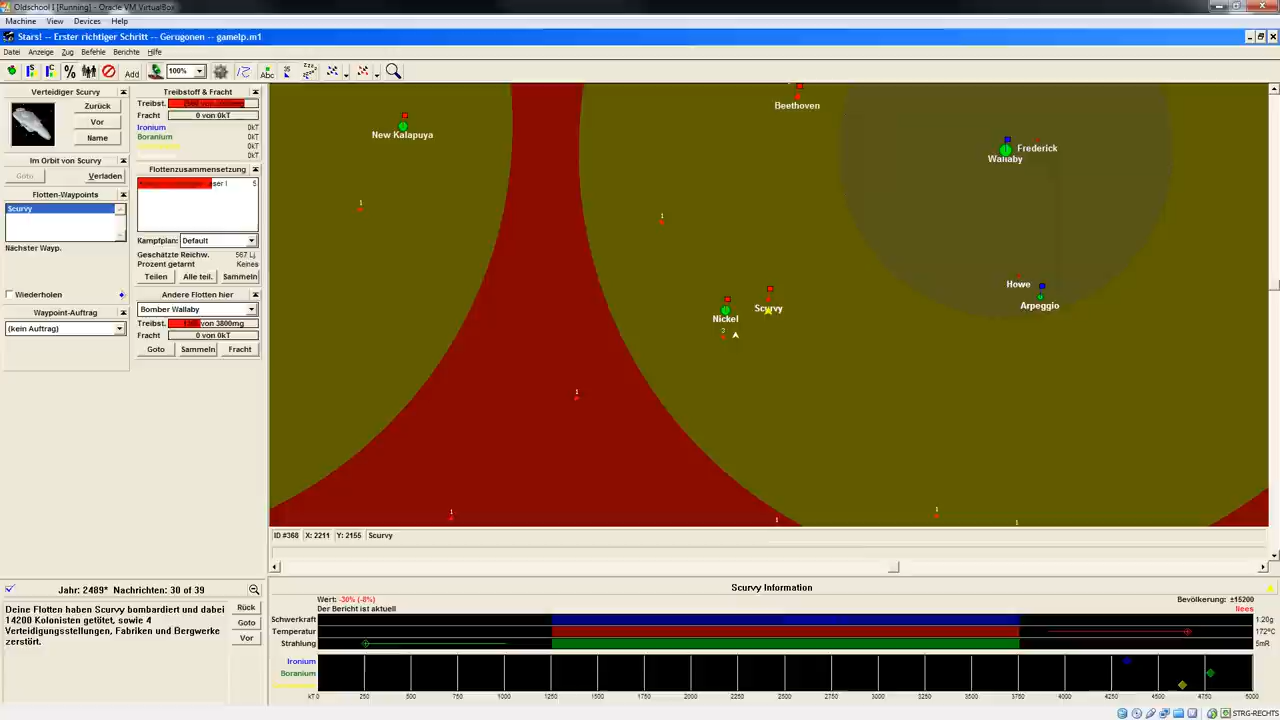 Oldschool I [Running] - Oracle VM VirtualBox
Machine View Devices Help
Stars! -- Erster richtiger Schritt -- Gerugonen -- gamelp.m1
Datei Anzeige Zug Befehle Berichte Hilfe
Add 100% Abc
Verteidiger Scurvy
Zurück
Vor
Name
Im Orbit von Scurvy
Goto Verladen
Flotten-Waypoints
Scurvy
Nächster Wayp.
Wiederholen
Waypoint-Auftrag
(kein Auftrag)
Treibstoff & Fracht
Treibst.
Fracht 0 von 0kT
Ironium 0kT
Boranium 0kT
0kT
0kT
Flottenzusammensetzung
5
Kampfplan: Default
Geschätzte Reichw. 567 Lj.
Prozent getarnt Keines
Teilen Alle teil. Sammeln
Andere Flotten hier
Bomber Wallaby
Treibst. von 3800mg
Fracht 0 von 0kT
Goto Sammeln Fracht
Beethoven
New Kalapuya
Frederick
Wallaby
1
1
Howe
Arpeggio
Scurvy
Nickel
1
1
1
1
1
ID #368 X: 2211 Y: 2155 Scurvy
Jahr: 2489* Nachrichten: 30 of 39
Deine Flotten haben Scurvy bombardiert und dabei
14200 Kolonisten getötet, sowie 4
Verteidigungsstellungen, Fabriken und Bergwerke
zerstört.
Rück
Goto
Vor
Scurvy Information
Wert: -30% (-8%) Bevölkerung: ±15200
Der Bericht ist aktuell Nees
Schwerkraft 1.20g
Temperatur 172°C
Strahlung 5mR
Ironium
Boranium
kT 0 250 500 750 1000 1250 1500 1750 2000 2250 2500 2750 3000 3250 3500 3750 4000 4250 4500 4750 5000
STRG-RECHTS